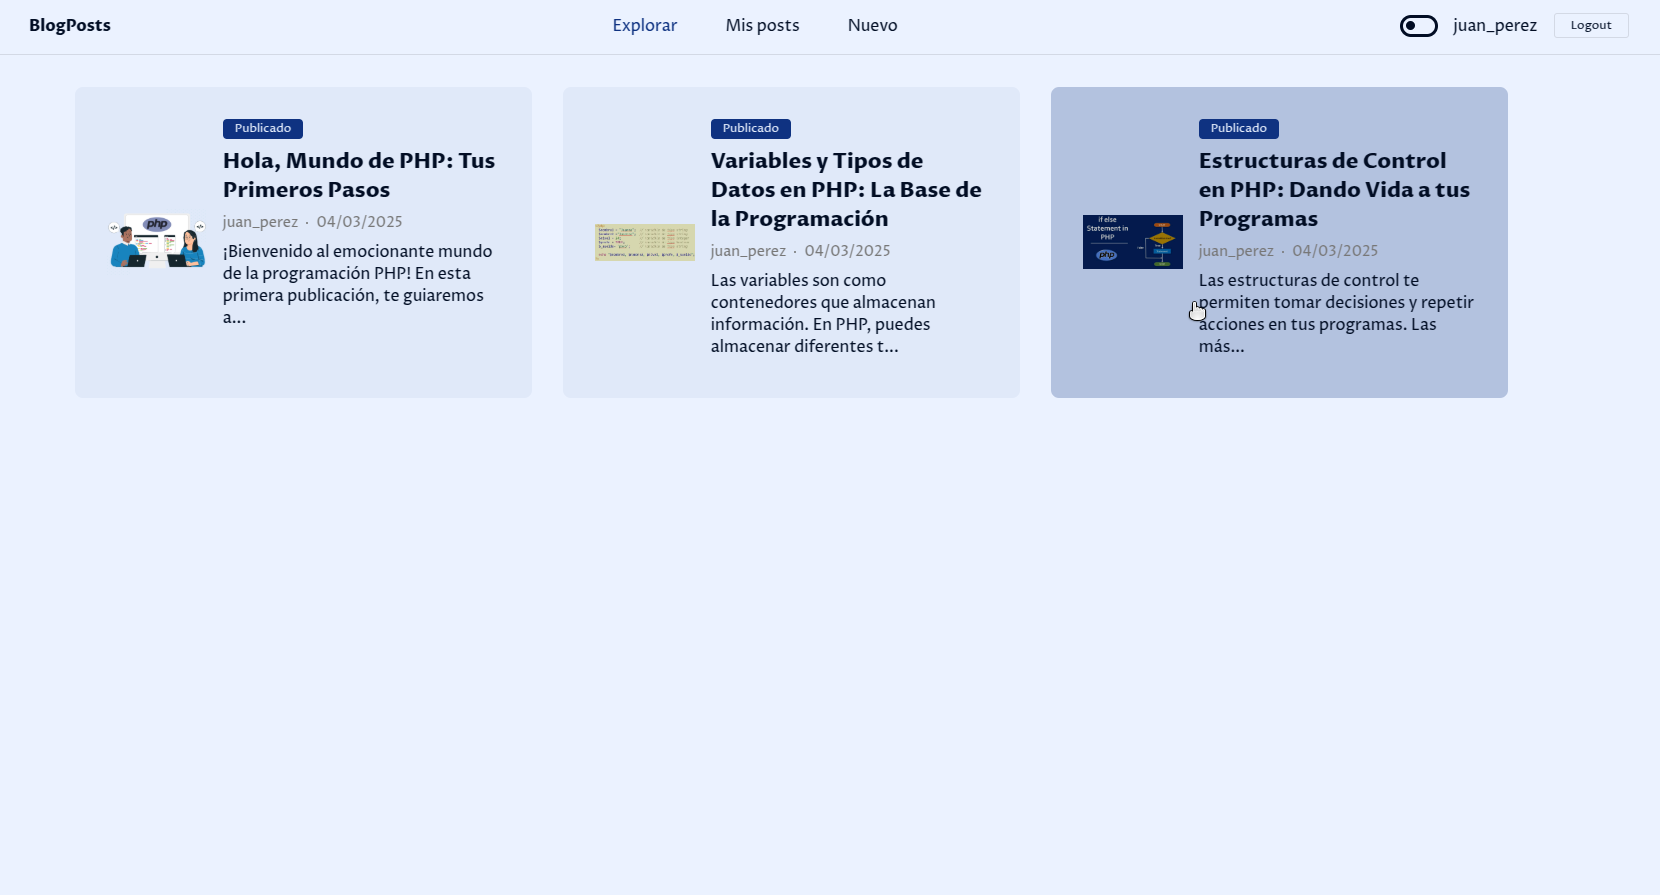 BlogPosts
Explorar
Mis posts
Nuevo
juan_perez
Logout
Publicado
Hola, Mundo de PHP: Tus
Primeros Pasos
juan_perez · 04/03/2025
¡Bienvenido al emocionante mundo
de la programación PHP! En esta
primera publicación, te guiaremos
a...
php
Publicado
Variables y Tipos de
Datos en PHP: La Base de
la Programación
juan_perez · 04/03/2025
Las variables son como
contenedores que almacenan
información. En PHP, puedes
almacenar diferentes t...
Publicado
Estructuras de Control
en PHP: Dando Vida a tus
Programas
juan_perez · 04/03/2025
Las estructuras de control te
permiten tomar decisiones y repetir
acciones en tus programas. Las
más...
if else
Statement in
PHP
php